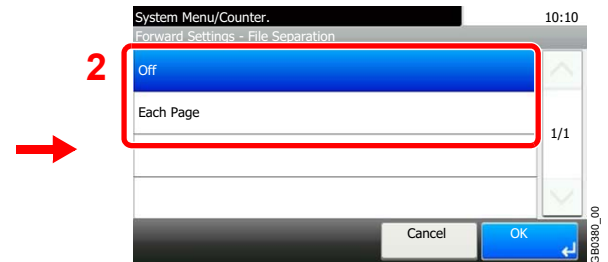 System Menu/Counter. 10:10
Forward Settings - File Separation
2
Off
Each Page
1/1
Cancel OK
GB0380_00